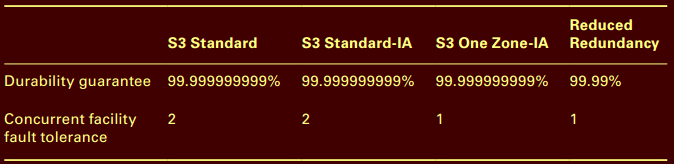 S3 Standard S3 Standard-IA S3 One Zone-IA Reduced Redundancy
Durability guarantee 99.999999999% 99.999999999% 99.999999999% 99.99%
Concurrent facility fault tolerance 2 2 1 1